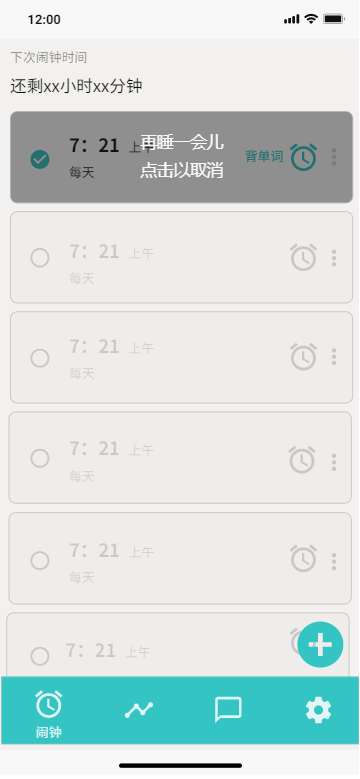 12:00
下次闹钟时间
还剩xx小时xx分钟
7：21 上午
每天
再睡一会儿
点击以取消
背单词
7：21 上午
每天
7：21 上午
每天
7：21 上午
每天
7：21 上午
每天
7：21 上午
闹钟